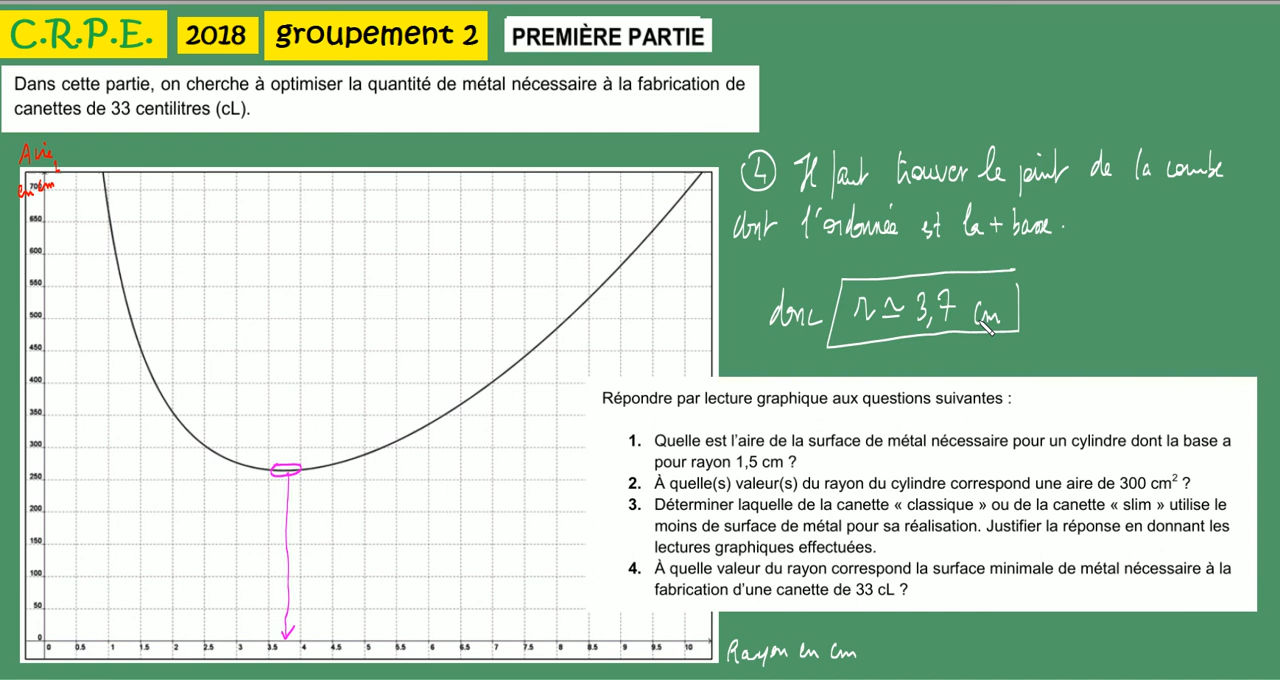 C.R.P.E. 2018 groupement 2 PREMIÈRE PARTIE
Dans cette partie, on cherche à optimiser la quantité de métal nécessaire à la fabrication de
canettes de 33 centilitres (cL).
Aire
en cm²
700
650
600
550
500
450
400
350
300
250
200
150
100
50
0
0 0.5 1 1.5 2 2.5 3 3.5 4 4.5 5 5.5 6 6.5 7 7.5 8 8.5 9 9.5 10
Rayon en cm
④ Il faut trouver le point de la courbe
dont l'ordonnée est la + basse.
donc r ≃ 3,7 cm
Répondre par lecture graphique aux questions suivantes :
1. Quelle est l'aire de la surface de métal nécessaire pour un cylindre dont la base a
pour rayon 1,5 cm ?
2. À quelle(s) valeur(s) du rayon du cylindre correspond une aire de 300 cm² ?
3. Déterminer laquelle de la canette « classique » ou de la canette « slim » utilise le
moins de surface de métal pour sa réalisation. Justifier la réponse en donnant les
lectures graphiques effectuées.
4. À quelle valeur du rayon correspond la surface minimale de métal nécessaire à la
fabrication d'une canette de 33 cL ?